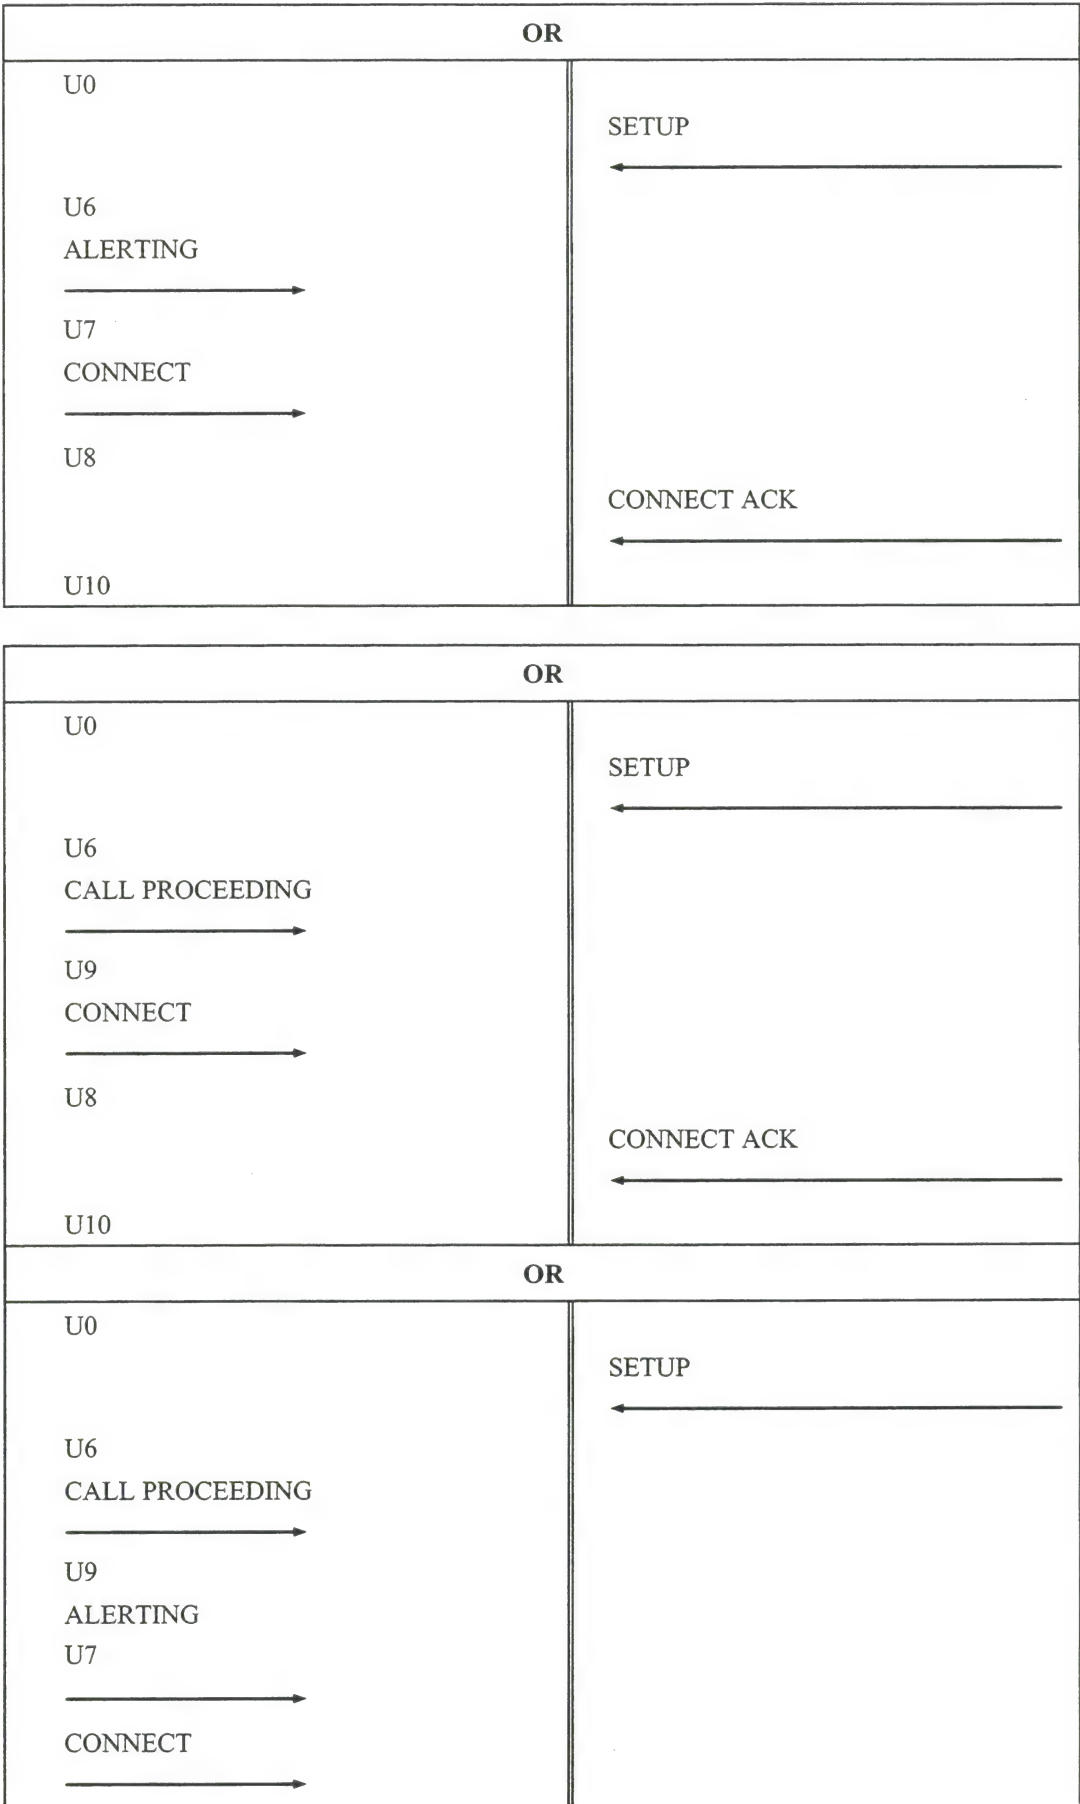 OR
U0
SETUP
U6
ALERTING
U7
CONNECT
U8
CONNECT ACK
U10
OR
U0
SETUP
U6
CALL PROCEEDING
U9
CONNECT
U8
CONNECT ACK
U10
OR
U0
SETUP
U6
CALL PROCEEDING
U9
ALERTING
U7
CONNECT